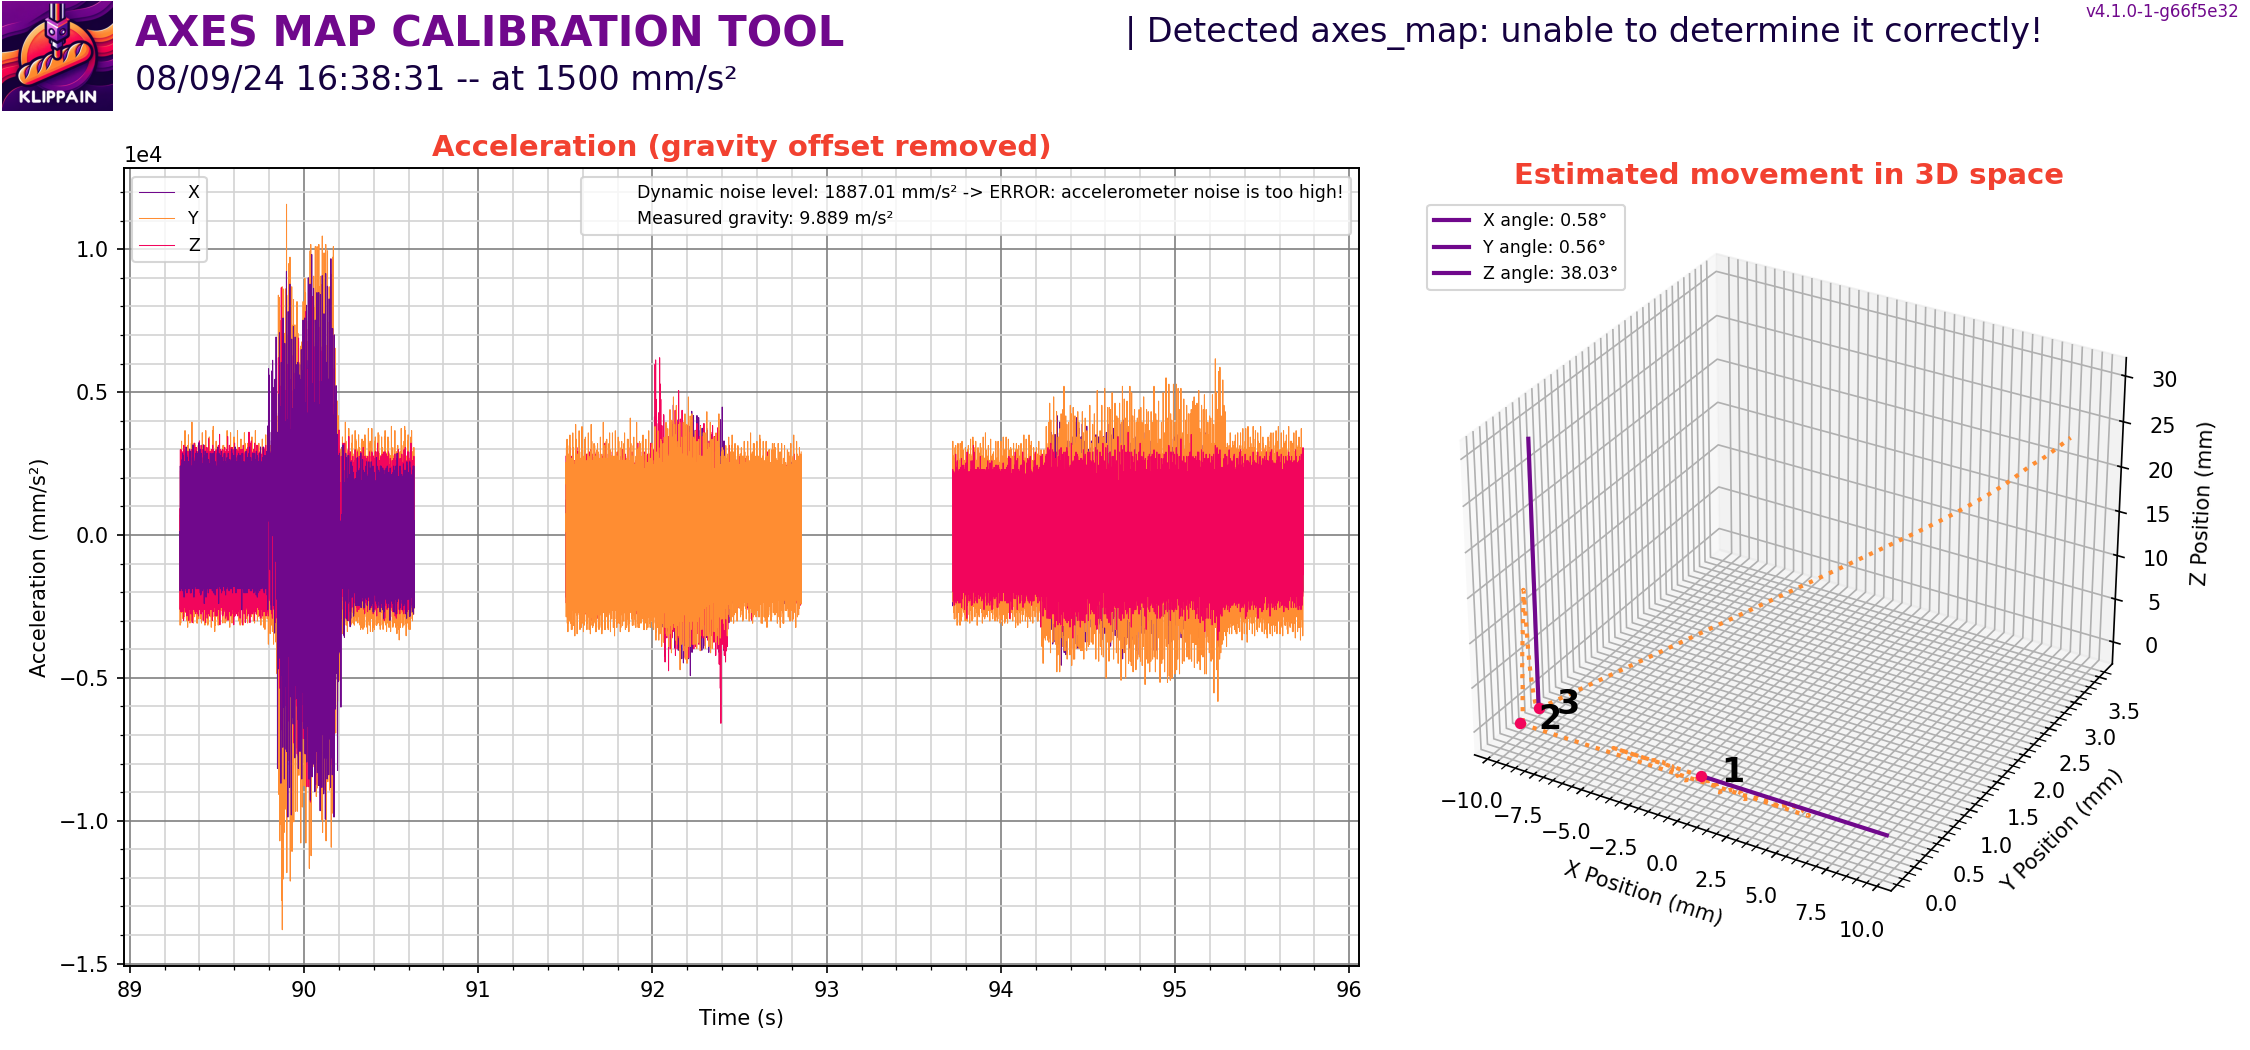 AXES MAP CALIBRATION TOOL
| Detected axes_map: unable to determine it correctly!
v4.1.0-1-g66f5e32
08/09/24 16:38:31 -- at 1500 mm/s²
KLIPPAIN
Acceleration (gravity offset removed)
1e4
X
Y
Z
Dynamic noise level: 1887.01 mm/s² -> ERROR: accelerometer noise is too high!
Measured gravity: 9.889 m/s²
1.0
0.5
0.0
−0.5
−1.0
−1.5
Acceleration (mm/s²)
89 90 91 92 93 94 95 96
Time (s)
Estimated movement in 3D space
X angle: 0.58°
Y angle: 0.56°
Z angle: 38.03°
30
25
20
15
10
5
0
Z Position (mm)
3
2
1
−10.0
−7.5
−5.0
−2.5
0.0
2.5
5.0
7.5
10.0
X Position (mm)
3.5
3.0
2.5
2.0
1.5
1.0
0.5
0.0
Y Position (mm)